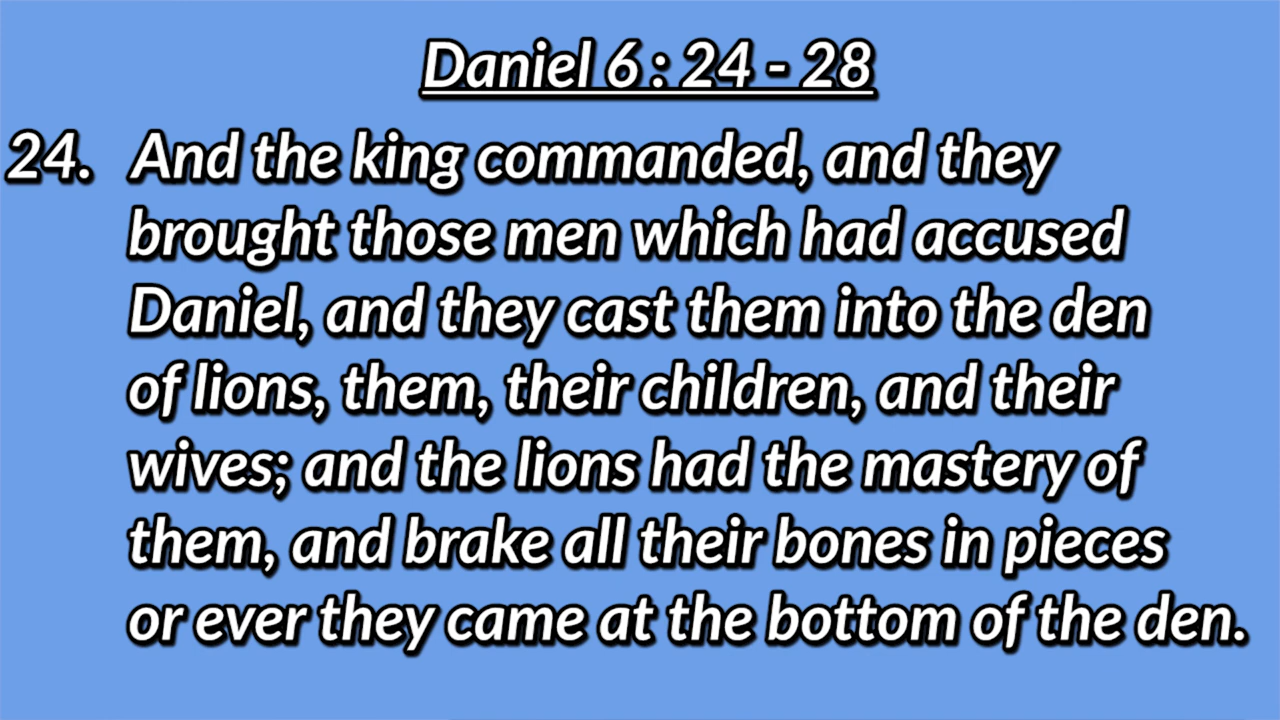 Daniel 6 : 24 - 28
24. And the king commanded, and they
brought those men which had accused
Daniel, and they cast them into the den
of lions, them, their children, and their
wives; and the lions had the mastery of
them, and brake all their bones in pieces
or ever they came at the bottom of the den.